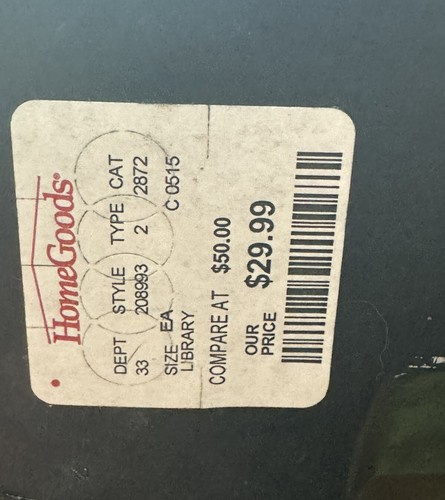 HomeGoods®
DEPT STYLE TYPE CAT
33 208993 2 2872
SIZE EA C 0515
LIBRARY
COMPARE AT $50.00
OUR
PRICE $29.99